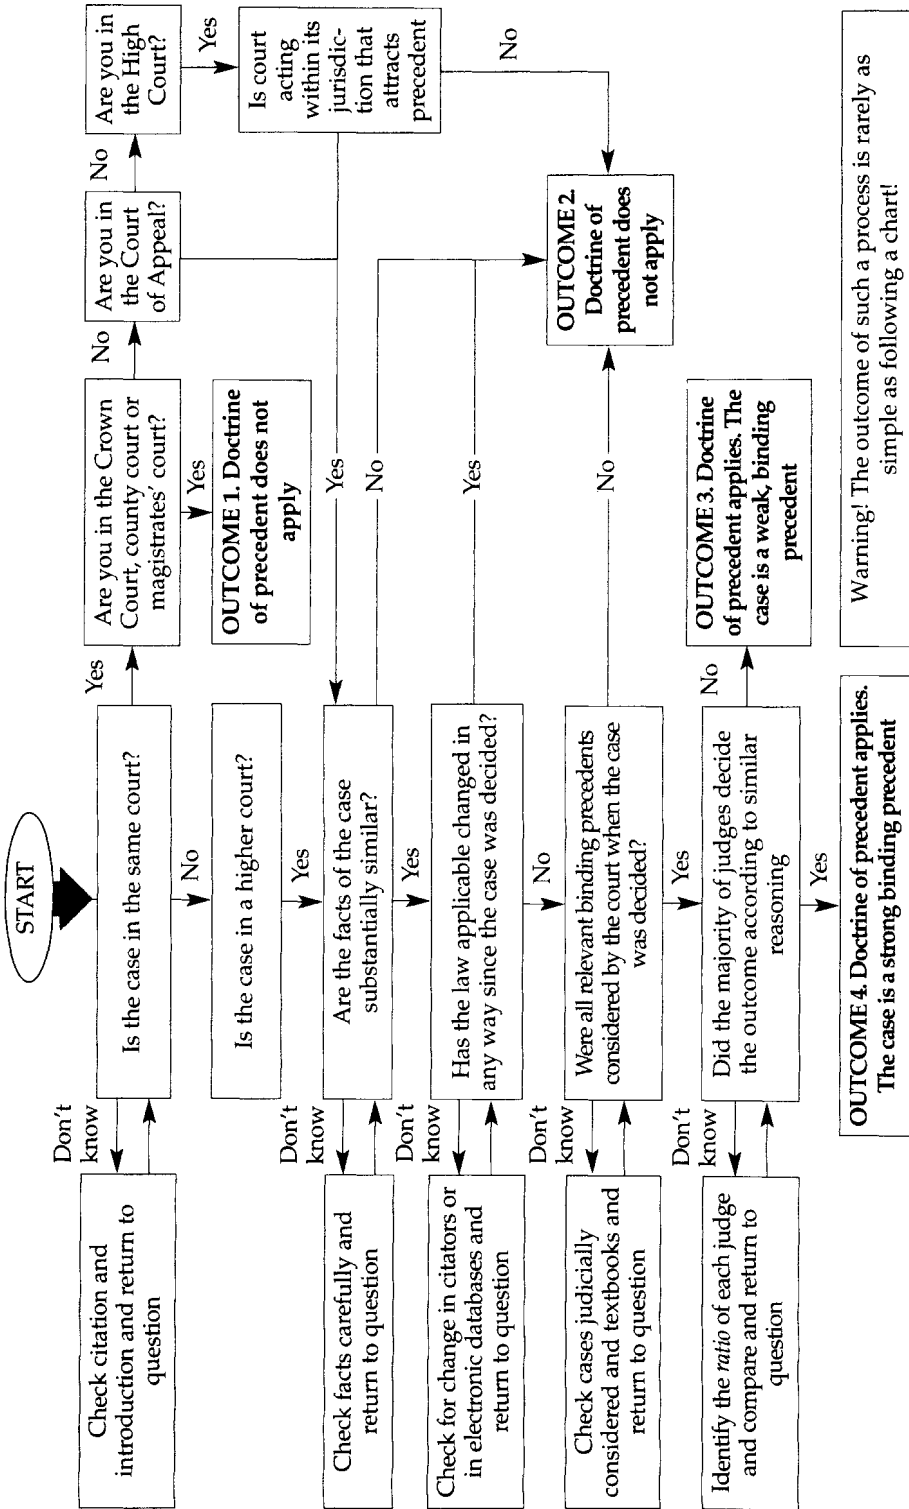 START
Is the case in the same court?
Don't
know
Check citation and
introduction and return to
question
Yes
Are you in the Crown
Court, county court or
magistrates' court?
No
Are you in
the Court
of Appeal?
No
Are you in
the High
Court?
Yes
Is court
acting
within its
jurisdic-
tion that
attracts
precedent
No
Yes
OUTCOME 1. Doctrine
of precedent does not
apply
No
Is the case in a higher court?
Yes
Are the facts of the case
substantially similar?
Don't
know
Check facts carefully and
return to question
Yes
No
Yes
Has the law applicable changed in
any way since the case was decided?
Don't
know
Check for change in citators or
in electronic databases and
return to question
Yes
OUTCOME 2.
Doctrine of
precedent does
not apply
No
Were all relevant binding precedents
considered by the court when the case
was decided?
Don't
know
Check cases judicially
considered and textbooks and
return to question
No
Yes
Did the majority of judges decide
the outcome according to similar
reasoning
Don't
know
Identify the ratio of each judge
and compare and return to
question
No
OUTCOME 3. Doctrine
of precedent applies. The
case is a weak, binding
precedent
Yes
OUTCOME 4. Doctrine of precedent applies.
The case is a strong binding precedent
Warning! The outcome of such a process is rarely as
simple as following a chart!